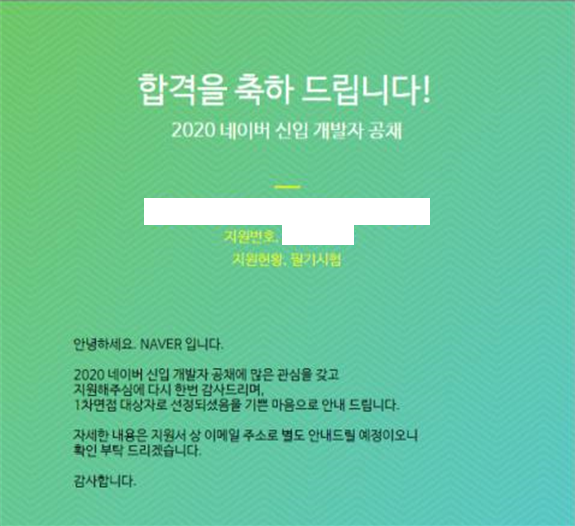 합격을 축하 드립니다!
2020 네이버 신입 개발자 공채
지원번호.
지원현황. 필기시험
안녕하세요. NAVER 입니다.
2020 네이버 신입 개발자 공채에 많은 관심을 갖고
지원해주심에 다시 한번 감사드리며,
1차면접 대상자로 선정되셨음을 기쁜 마음으로 안내 드립니다.
자세한 내용은 지원서 상 이메일 주소로 별도 안내드릴 예정이오니
확인 부탁 드리겠습니다.
감사합니다.